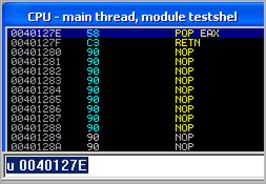 CPU - main thread, module testshel
0040127E 58 POP EAX
0040127F C3 RETN
00401280 90 NOP
00401281 90 NOP
00401282 90 NOP
00401283 90 NOP
00401284 90 NOP
00401285 90 NOP
00401286 90 NOP
00401287 90 NOP
00401288 90 NOP
00401289 90 NOP
0040128A 90 NOP
u 0040127E